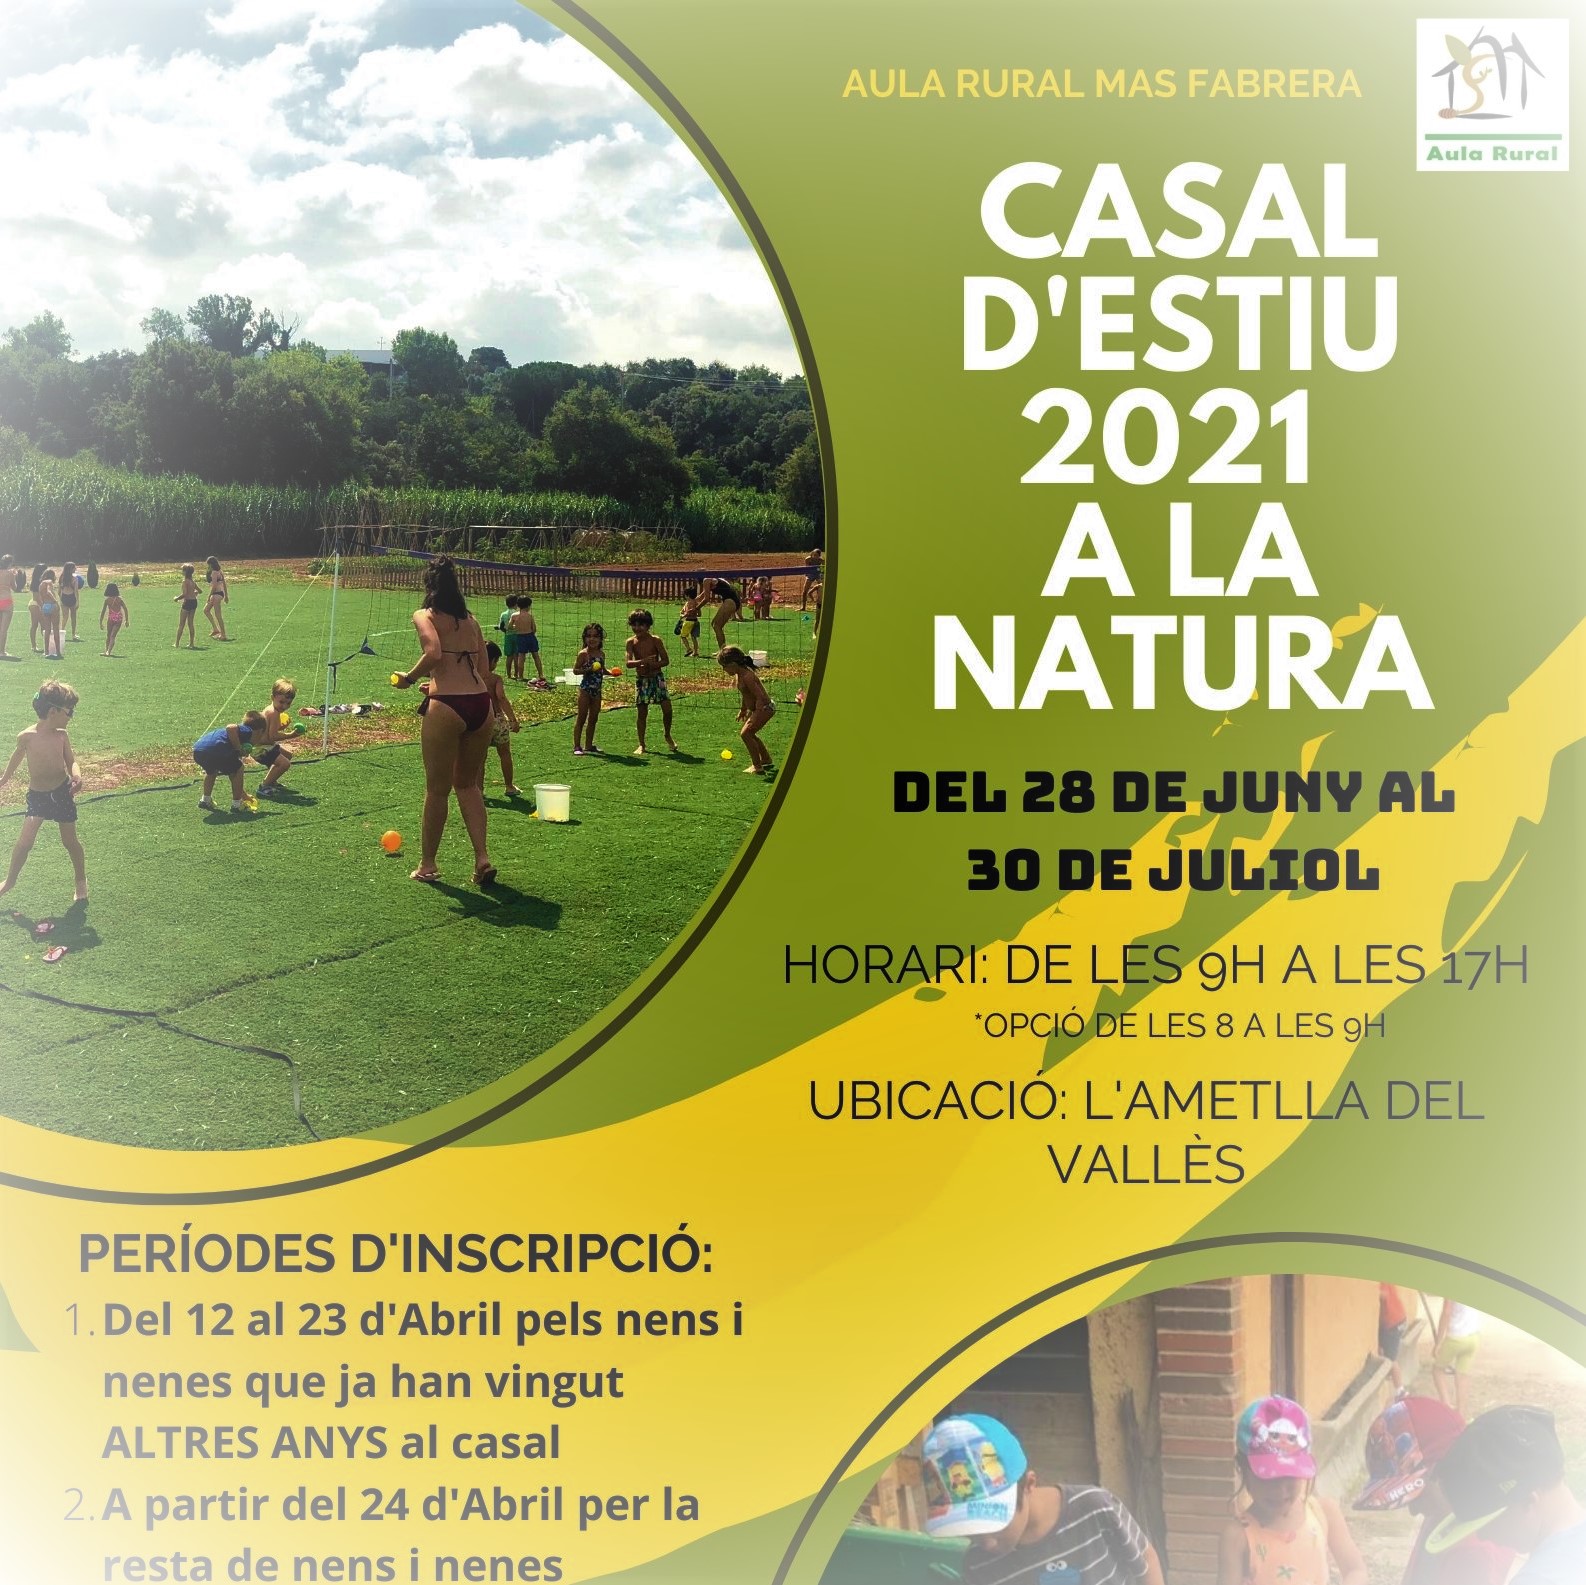 AULA RURAL MAS FABRERA
Aula Rural
CASAL
D'ESTIU
2021
A LA
NATURA
DEL 28 DE JUNY AL
30 DE JULIOL
HORARI: DE LES 9H A LES 17H
*OPCIÓ DE LES 8 A LES 9H
UBICACIÓ: L'AMETLLA DEL
VALLÈS
PERÍODES D'INSCRIPCIÓ:
1. Del 12 al 23 d'Abril pels nens i
nenes que ja han vingut
ALTRES ANYS al casal
2. A partir del 24 d'Abril per la
resta de nens i nenes
MINION
BEACH
HERO